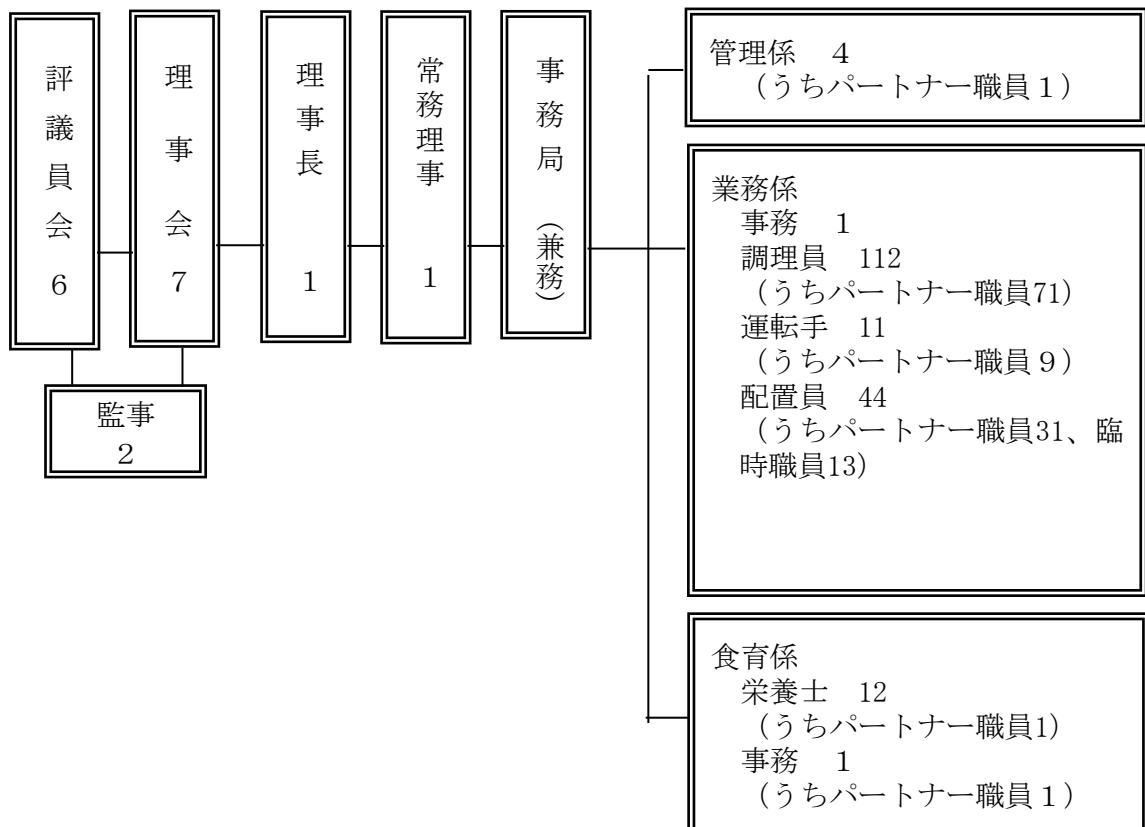 評議員会 6
理事会 7
理事長 1
常務理事 1
事務局（兼務）
監事
2
管理係 4
（うちパートナー職員１）
業務係
事務 1
調理員 112
（うちパートナー職員71）
運転手 11
（うちパートナー職員９）
配置員 44
（うちパートナー職員31、臨
時職員13）
食育係
栄養士 12
（うちパートナー職員1）
事務 1
（うちパートナー職員１）